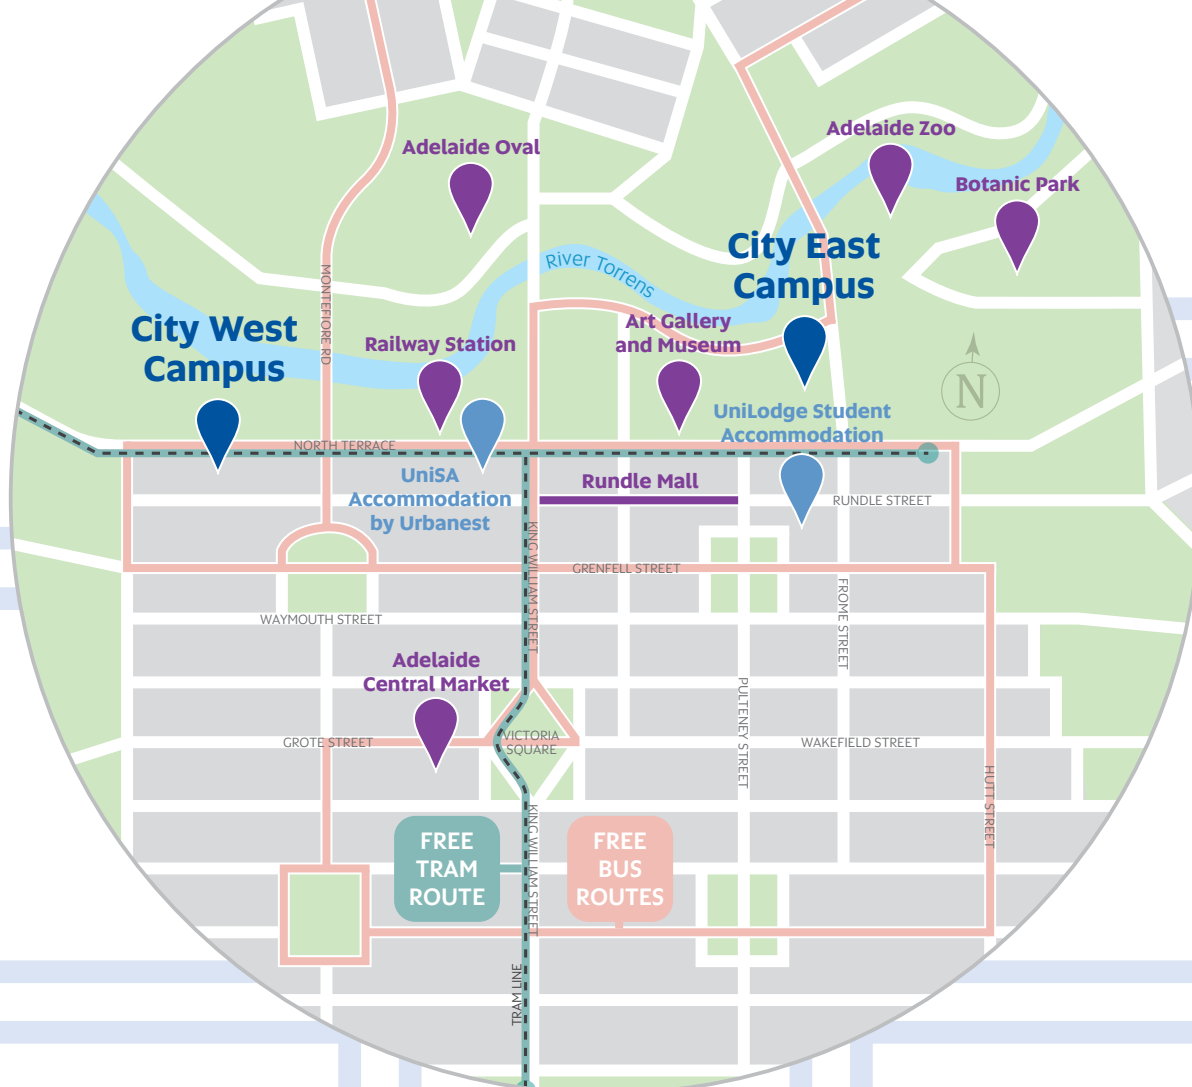 Adelaide Zoo
Adelaide Oval
Botanic Park
City East
Campus
River Torrens
MONTEFIORE RD
City West
Campus
Art Gallery
and Museum
Railway Station
N
UniLodge Student
Accommodation
NORTH TERRACE
UniSA
Accommodation
by Urbanest
Rundle Mall
RUNDLE STREET
KING WILLIAM STREET
GRENFELL STREET
FROME STREET
WAYMOUTH STREET
Adelaide
Central Market
PULTENEY STREET
GROTE STREET
VICTORIA
SQUARE
WAKEFIELD STREET
HUTT STREET
KING WILLIAM STREET
FREE
TRAM
ROUTE
FREE
BUS
ROUTES
TRAM LINE